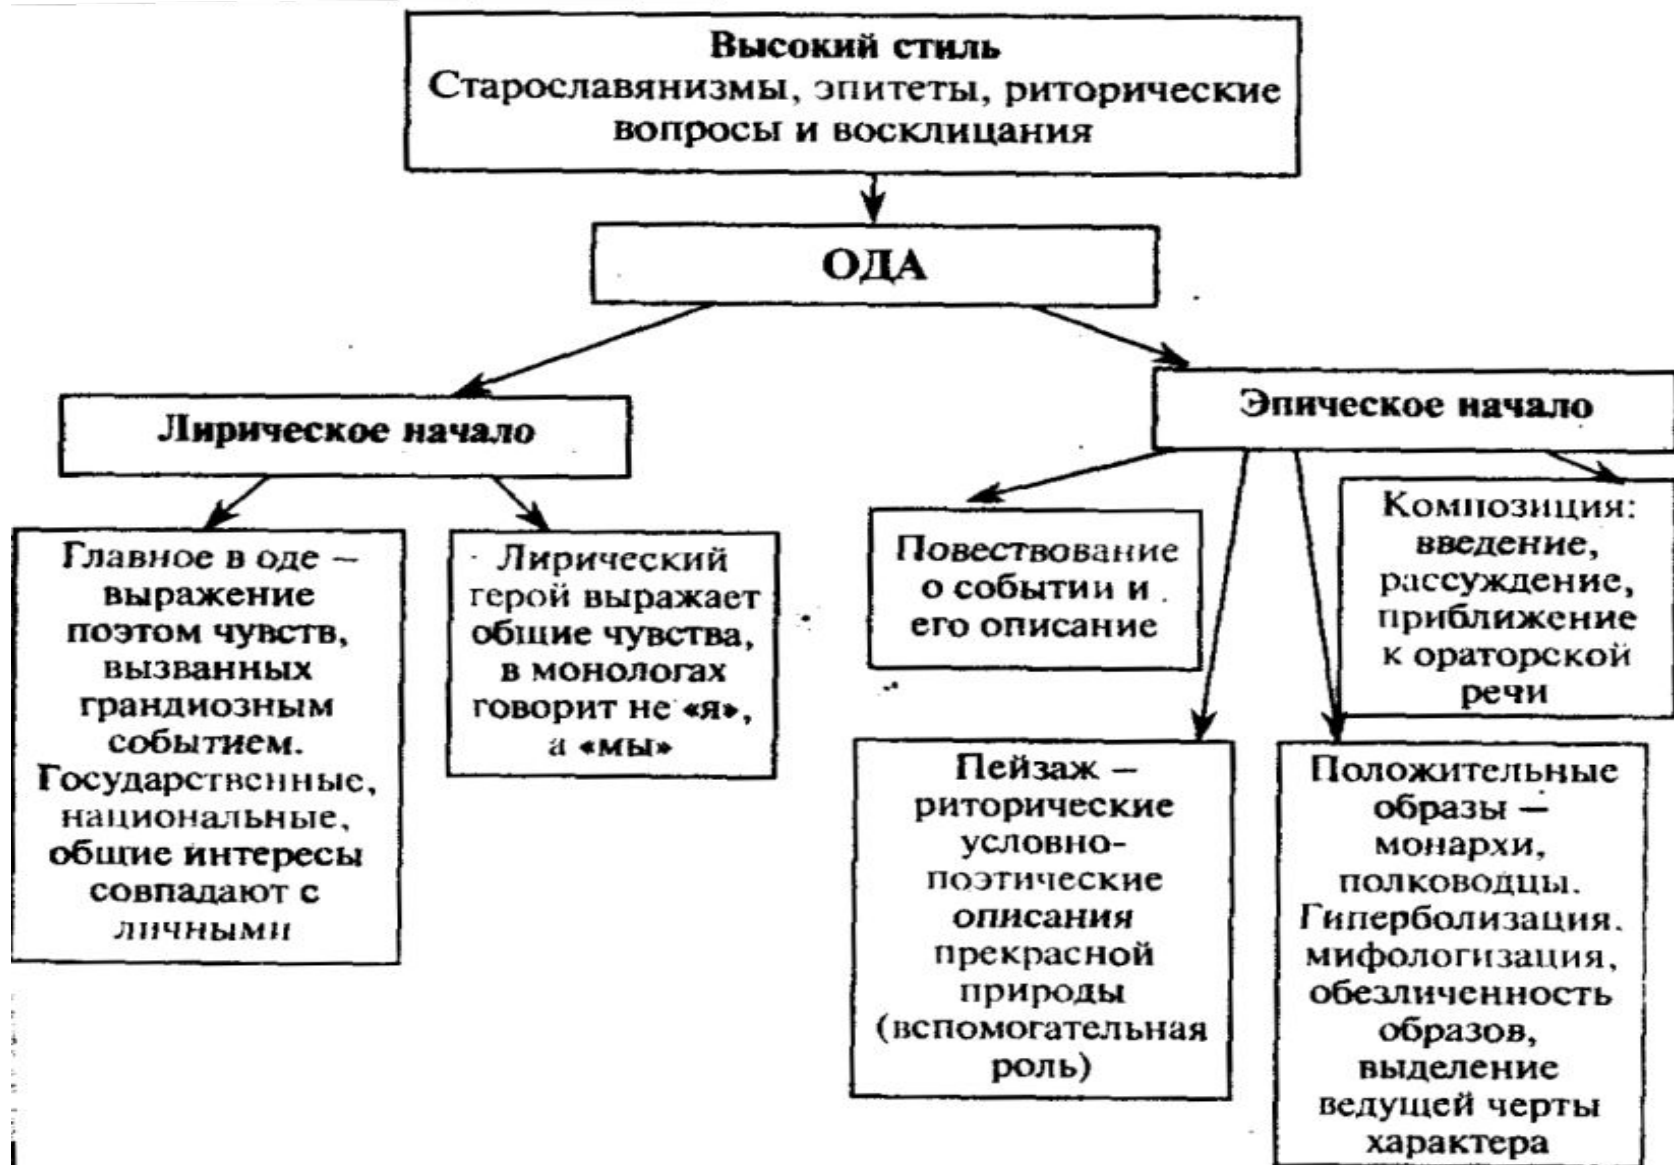 Высокий стиль
Старославянизмы, эпитеты, риторические
вопросы и восклицания
ОДА
Лирическое начало
Эпическое начало
Главное в оде –
выражение
поэтом чувств,
вызванных
грандиозным
событием.
Государственные,
национальные,
общие интересы
совпадают с
личными
Лирический
герой выражает
общие чувства,
в монологах
говорит не «я»,
а «мы»
Повествование
о событии и
его описание
Композиция:
введение,
рассуждение,
приближение
к ораторской
речи
Пейзаж –
риторические
условно-
поэтические
описания
прекрасной
природы
(вспомогательная
роль)
Положительные
образы –
монархи,
полководцы.
Гиперболизация.
мифологизация,
обезличенность
образов,
выделение
ведущей черты
характера